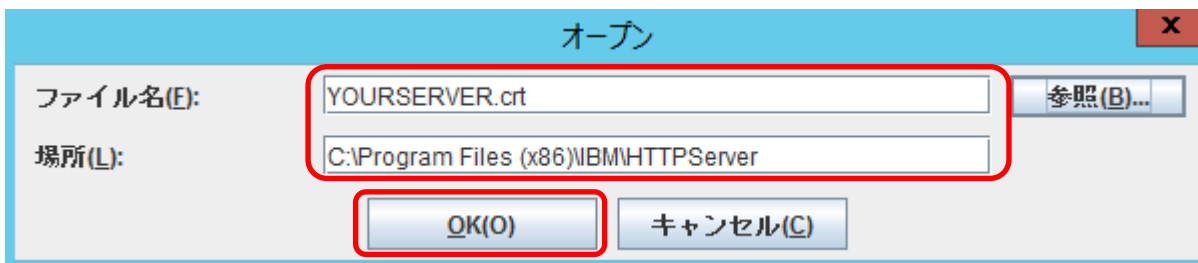 オープン
x
ファイル名(F): YOURSERVER.crt 参照(B)...
場所(L): C:\Program Files (x86)\IBM\HTTPServer
OK(O) キャンセル(C)